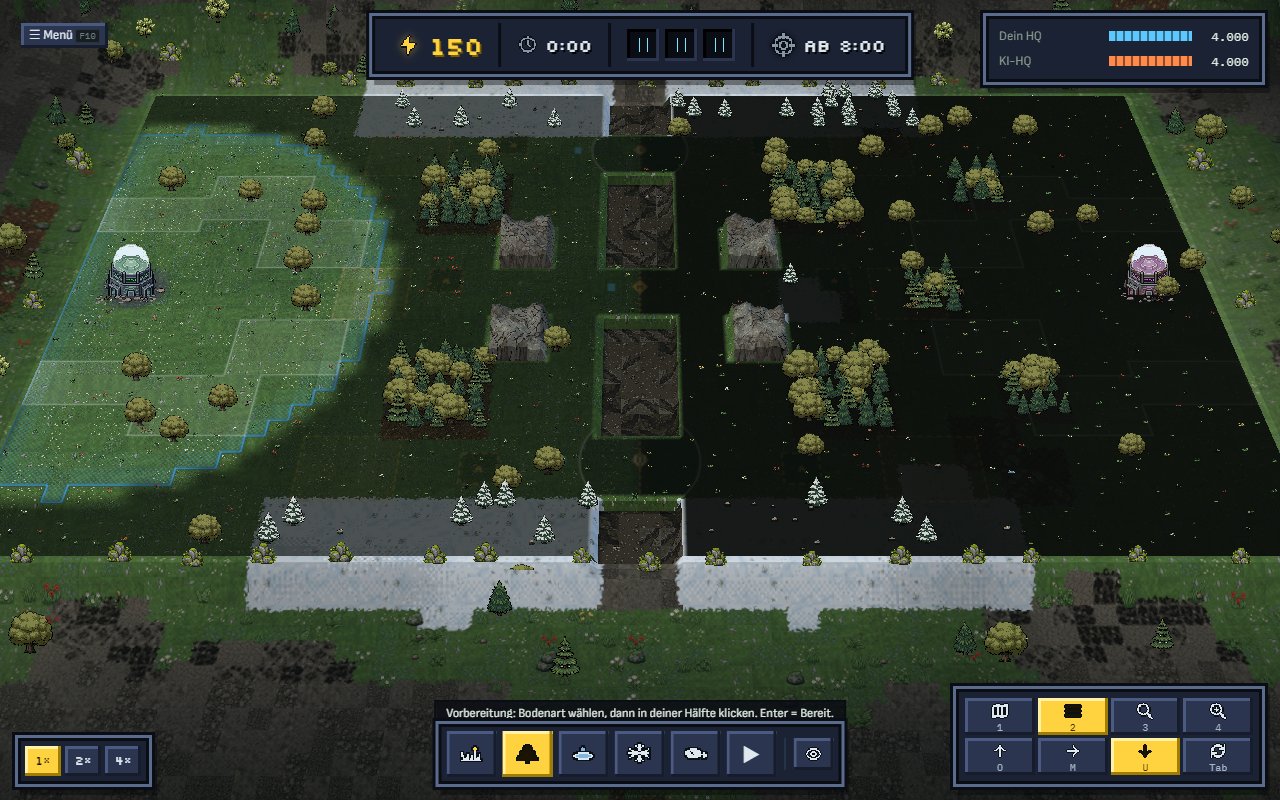 ☰ Menü F10
150
0:00
AB 8:00
Dein HQ 4.000
KI-HQ 4.000
Vorbereitung: Bodenart wählen, dann in deiner Hälfte klicken. Enter = Bereit.
1× 2× 4×
1 2 3 4
O M U Tab